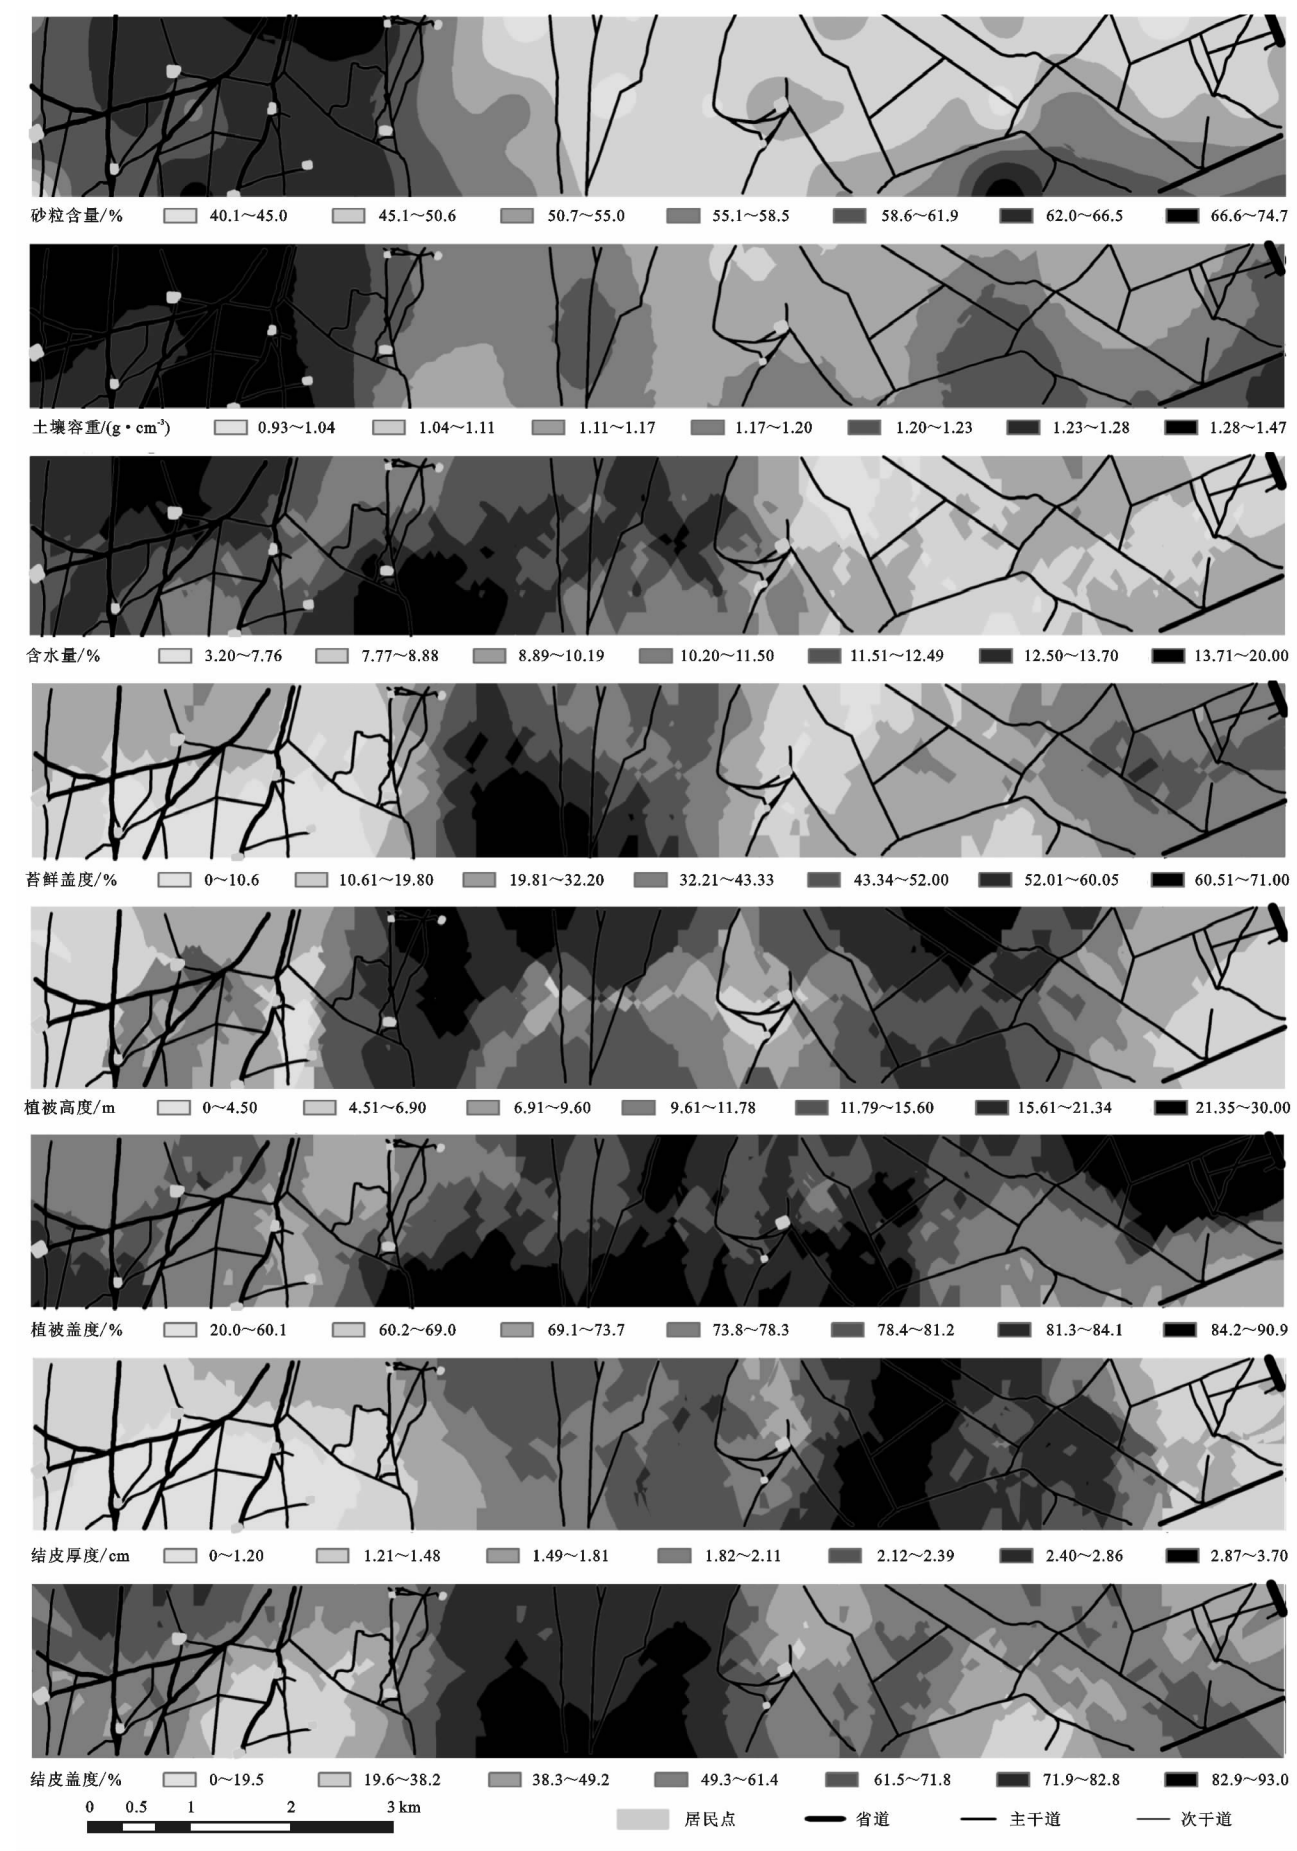 砂粒含量/% 40.1～45.0 45.1～50.6 50.7～55.0 55.1～58.5 58.6～61.9 62.0～66.5 66.6～74.7
土壤容重/(g·cm⁻³) 0.93～1.04 1.04～1.11 1.11～1.17 1.17～1.20 1.20～1.23 1.23～1.28 1.28～1.47
含水量/% 3.20～7.76 7.77～8.88 8.89～10.19 10.20～11.50 11.51～12.49 12.50～13.70 13.71～20.00
苔鲜盖度/% 0～10.6 10.61～19.80 19.81～32.20 32.21～43.33 43.34～52.00 52.01～60.05 60.51～71.00
植被高度/m 0～4.50 4.51～6.90 6.91～9.60 9.61～11.78 11.79～15.60 15.61～21.34 21.35～30.00
植被盖度/% 20.0～60.1 60.2～69.0 69.1～73.7 73.8～78.3 78.4～81.2 81.3～84.1 84.2～90.9
结皮厚度/cm 0～1.20 1.21～1.48 1.49～1.81 1.82～2.11 2.12～2.39 2.40～2.86 2.87～3.70
结皮盖度/% 0～19.5 19.6～38.2 38.3～49.2 49.3～61.4 61.5～71.8 71.9～82.8 82.9～93.0
0 0.5 1 2 3 km
居民点 省道 主干道 次干道